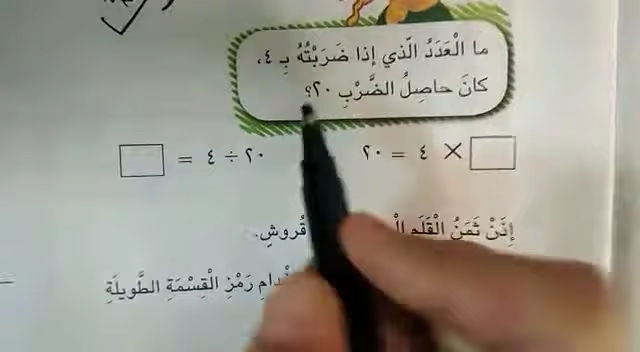 ما الْعَدَدُ الَّذي إذا ضَرَبْتُهُ بِـ ٤،
كانَ حاصِلُ الضَّرْبِ ٢٠؟
□ × ٤ = ٢٠
٢٠ ÷ ٤ = □
إِذَنْ ثَمَنُ الْقَلَمِ قُروشٍ.
رَمْزِ الْقِسْمَةِ الطَّويلَةِ